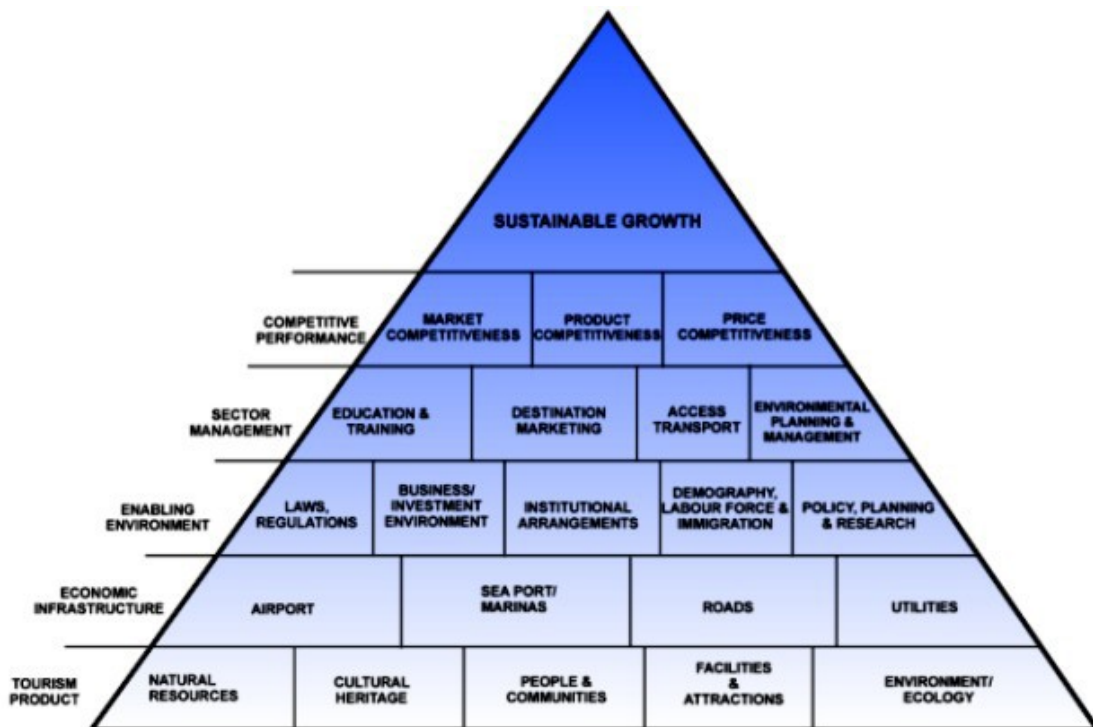 SUSTAINABLE GROWTH
COMPETITIVE
PERFORMANCE
MARKET
COMPETITIVENESS
PRODUCT
COMPETITIVENESS
PRICE
COMPETITIVENESS
SECTOR
MANAGEMENT
EDUCATION &
TRAINING
DESTINATION
MARKETING
ACCESS
TRANSPORT
ENVIRONMENTAL
PLANNING &
MANAGEMENT
ENABLING
ENVIRONMENT
LAWS,
REGULATIONS
BUSINESS/
INVESTMENT
ENVIRONMENT
INSTITUTIONAL
ARRANGEMENTS
DEMOGRAPHY,
LABOUR FORCE &
IMMIGRATION
POLICY, PLANNING
& RESEARCH
ECONOMIC
INFRASTRUCTURE
AIRPORT
SEA PORT/
MARINAS
ROADS
UTILITIES
TOURISM
PRODUCT
NATURAL
RESOURCES
CULTURAL
HERITAGE
PEOPLE &
COMMUNITIES
FACILITIES
&
ATTRACTIONS
ENVIRONMENT/
ECOLOGY